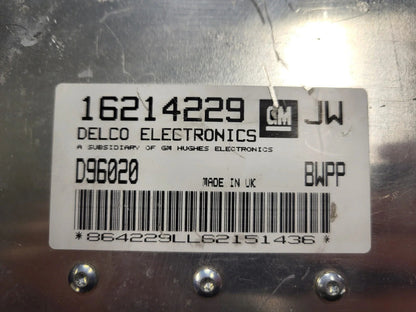 16214229 GM JW
DELCO ELECTRONICS
A SUBSIDIARY OF GM HUGHES ELECTRONICS
D96020 MADE IN UK BWPP
*864229LL62151436*